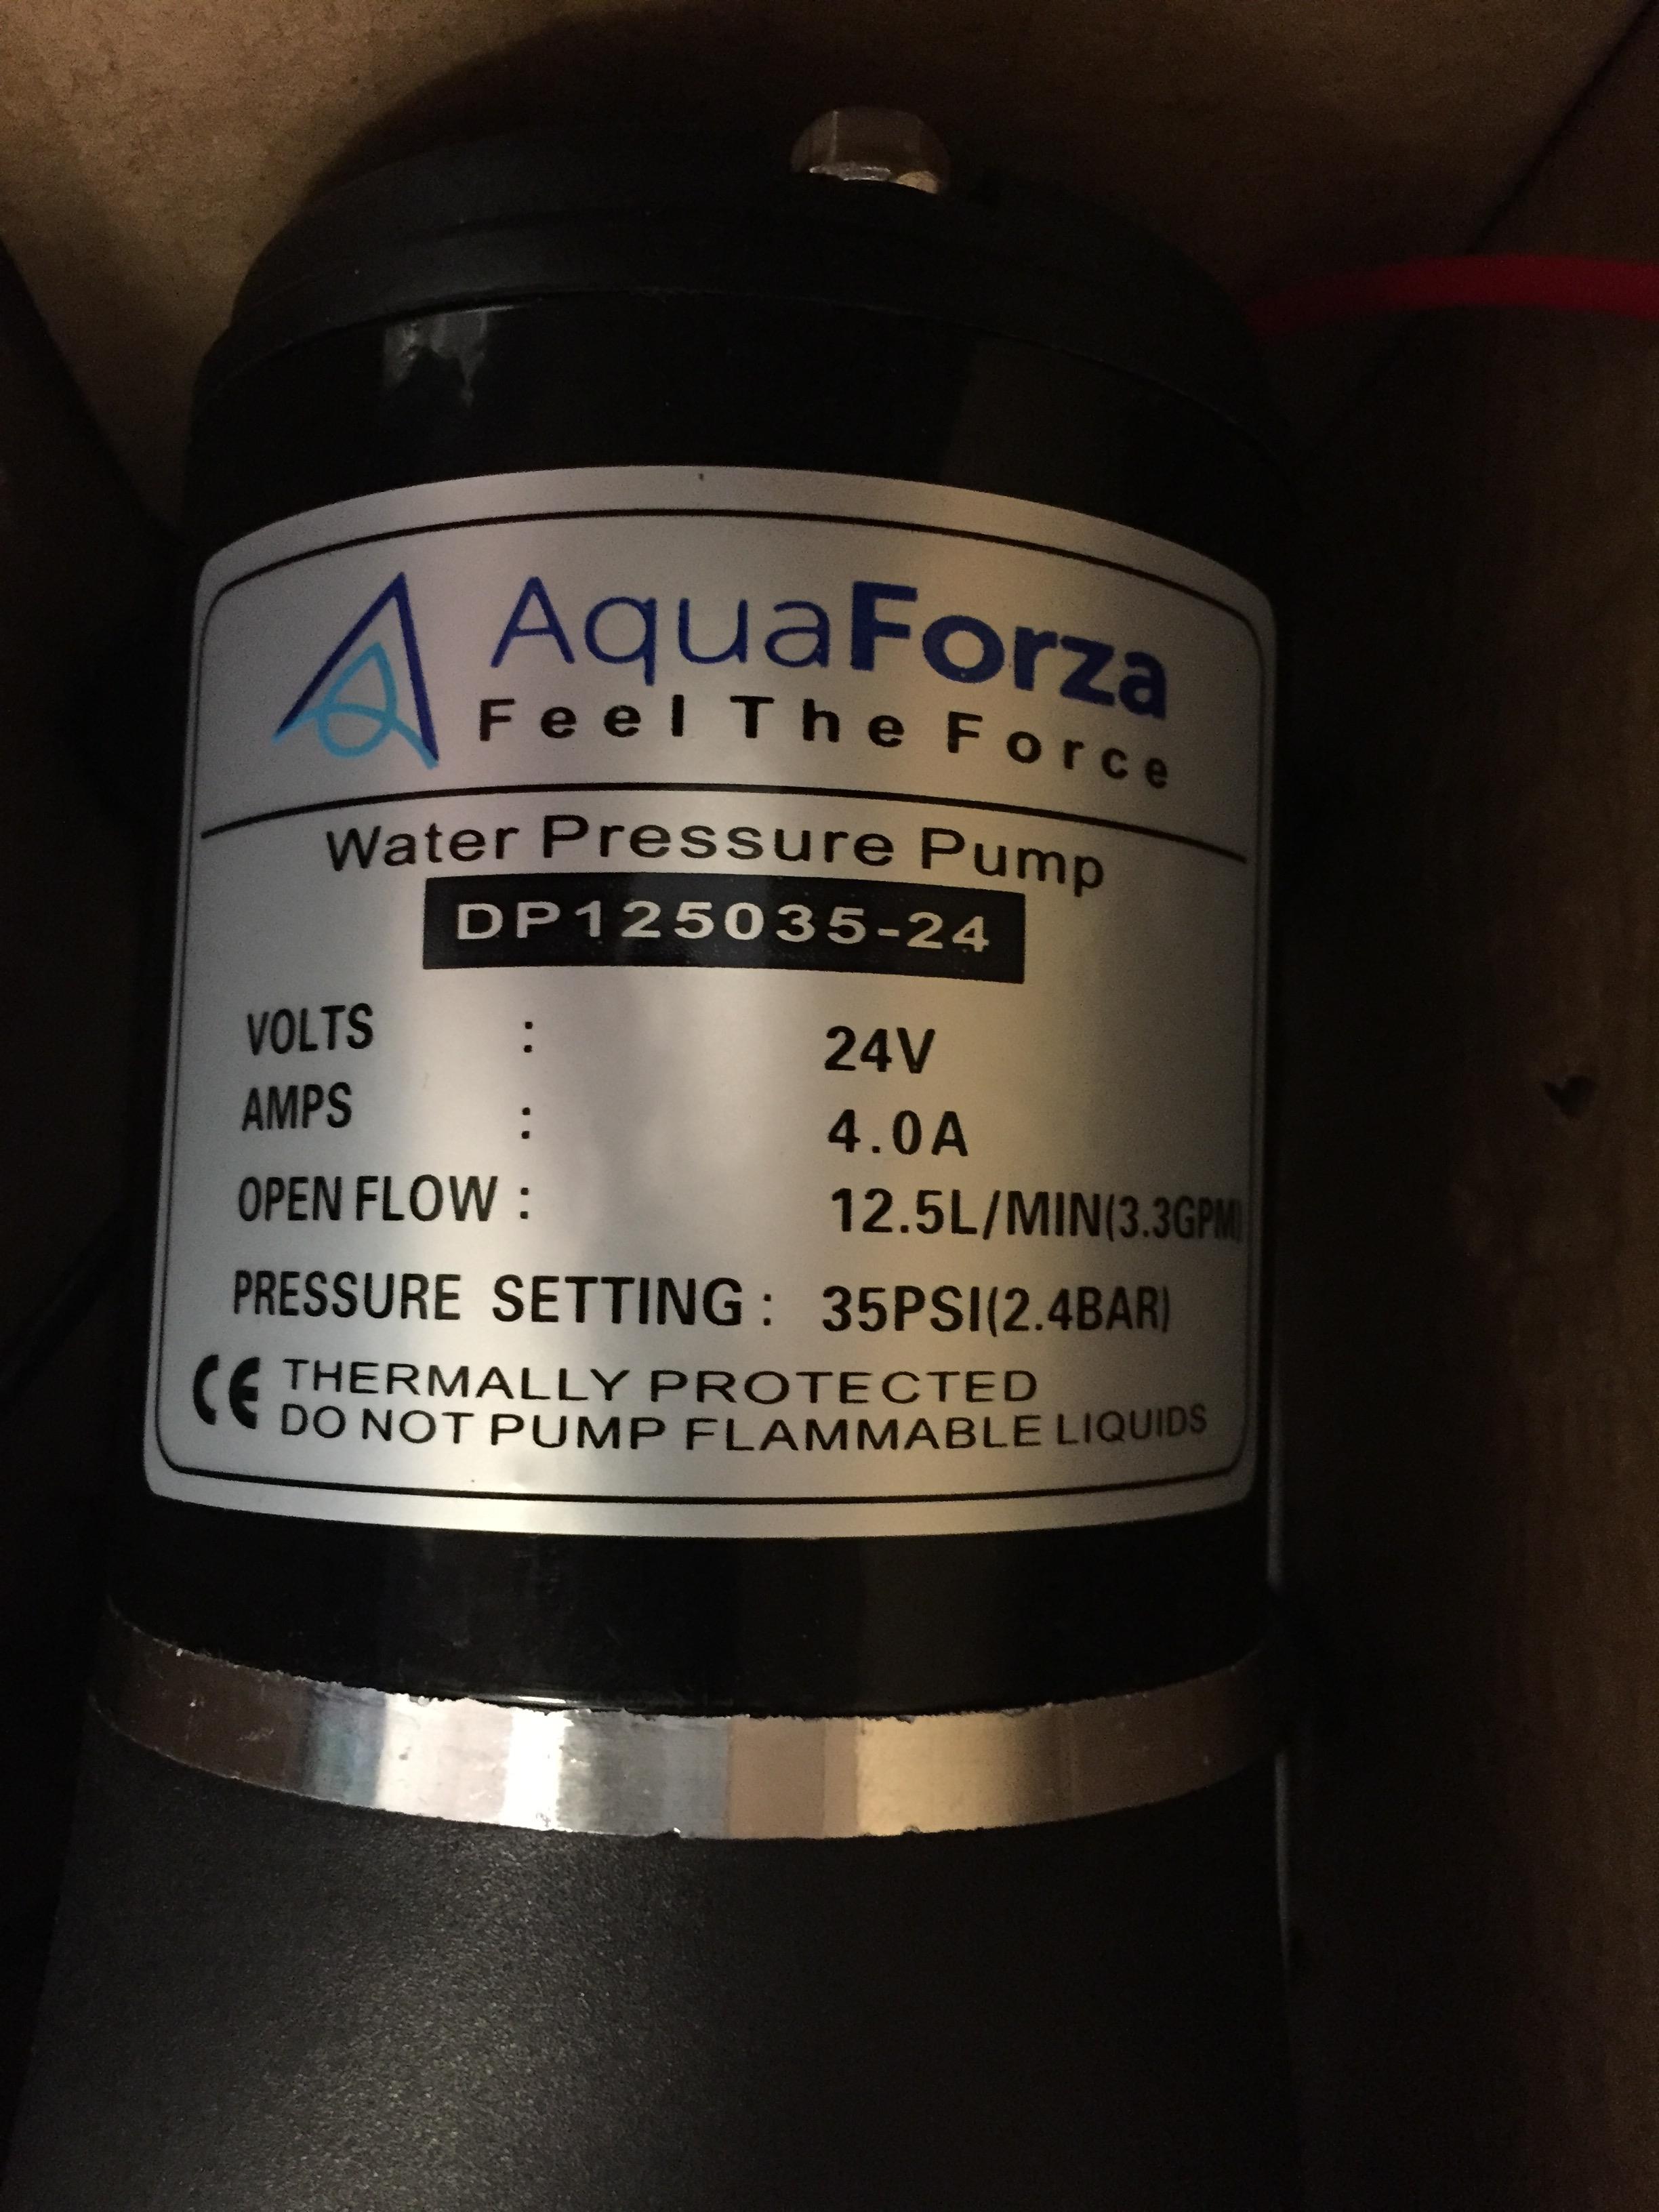 AquaForza
Feel The Force
Water Pressure Pump
DP125035-24
VOLTS : 24V
AMPS : 4.0A
OPEN FLOW : 12.5L/MIN(3.3GPM)
PRESSURE SETTING : 35PSI(2.4BAR)
CE THERMALLY PROTECTED
DO NOT PUMP FLAMMABLE LIQUIDS